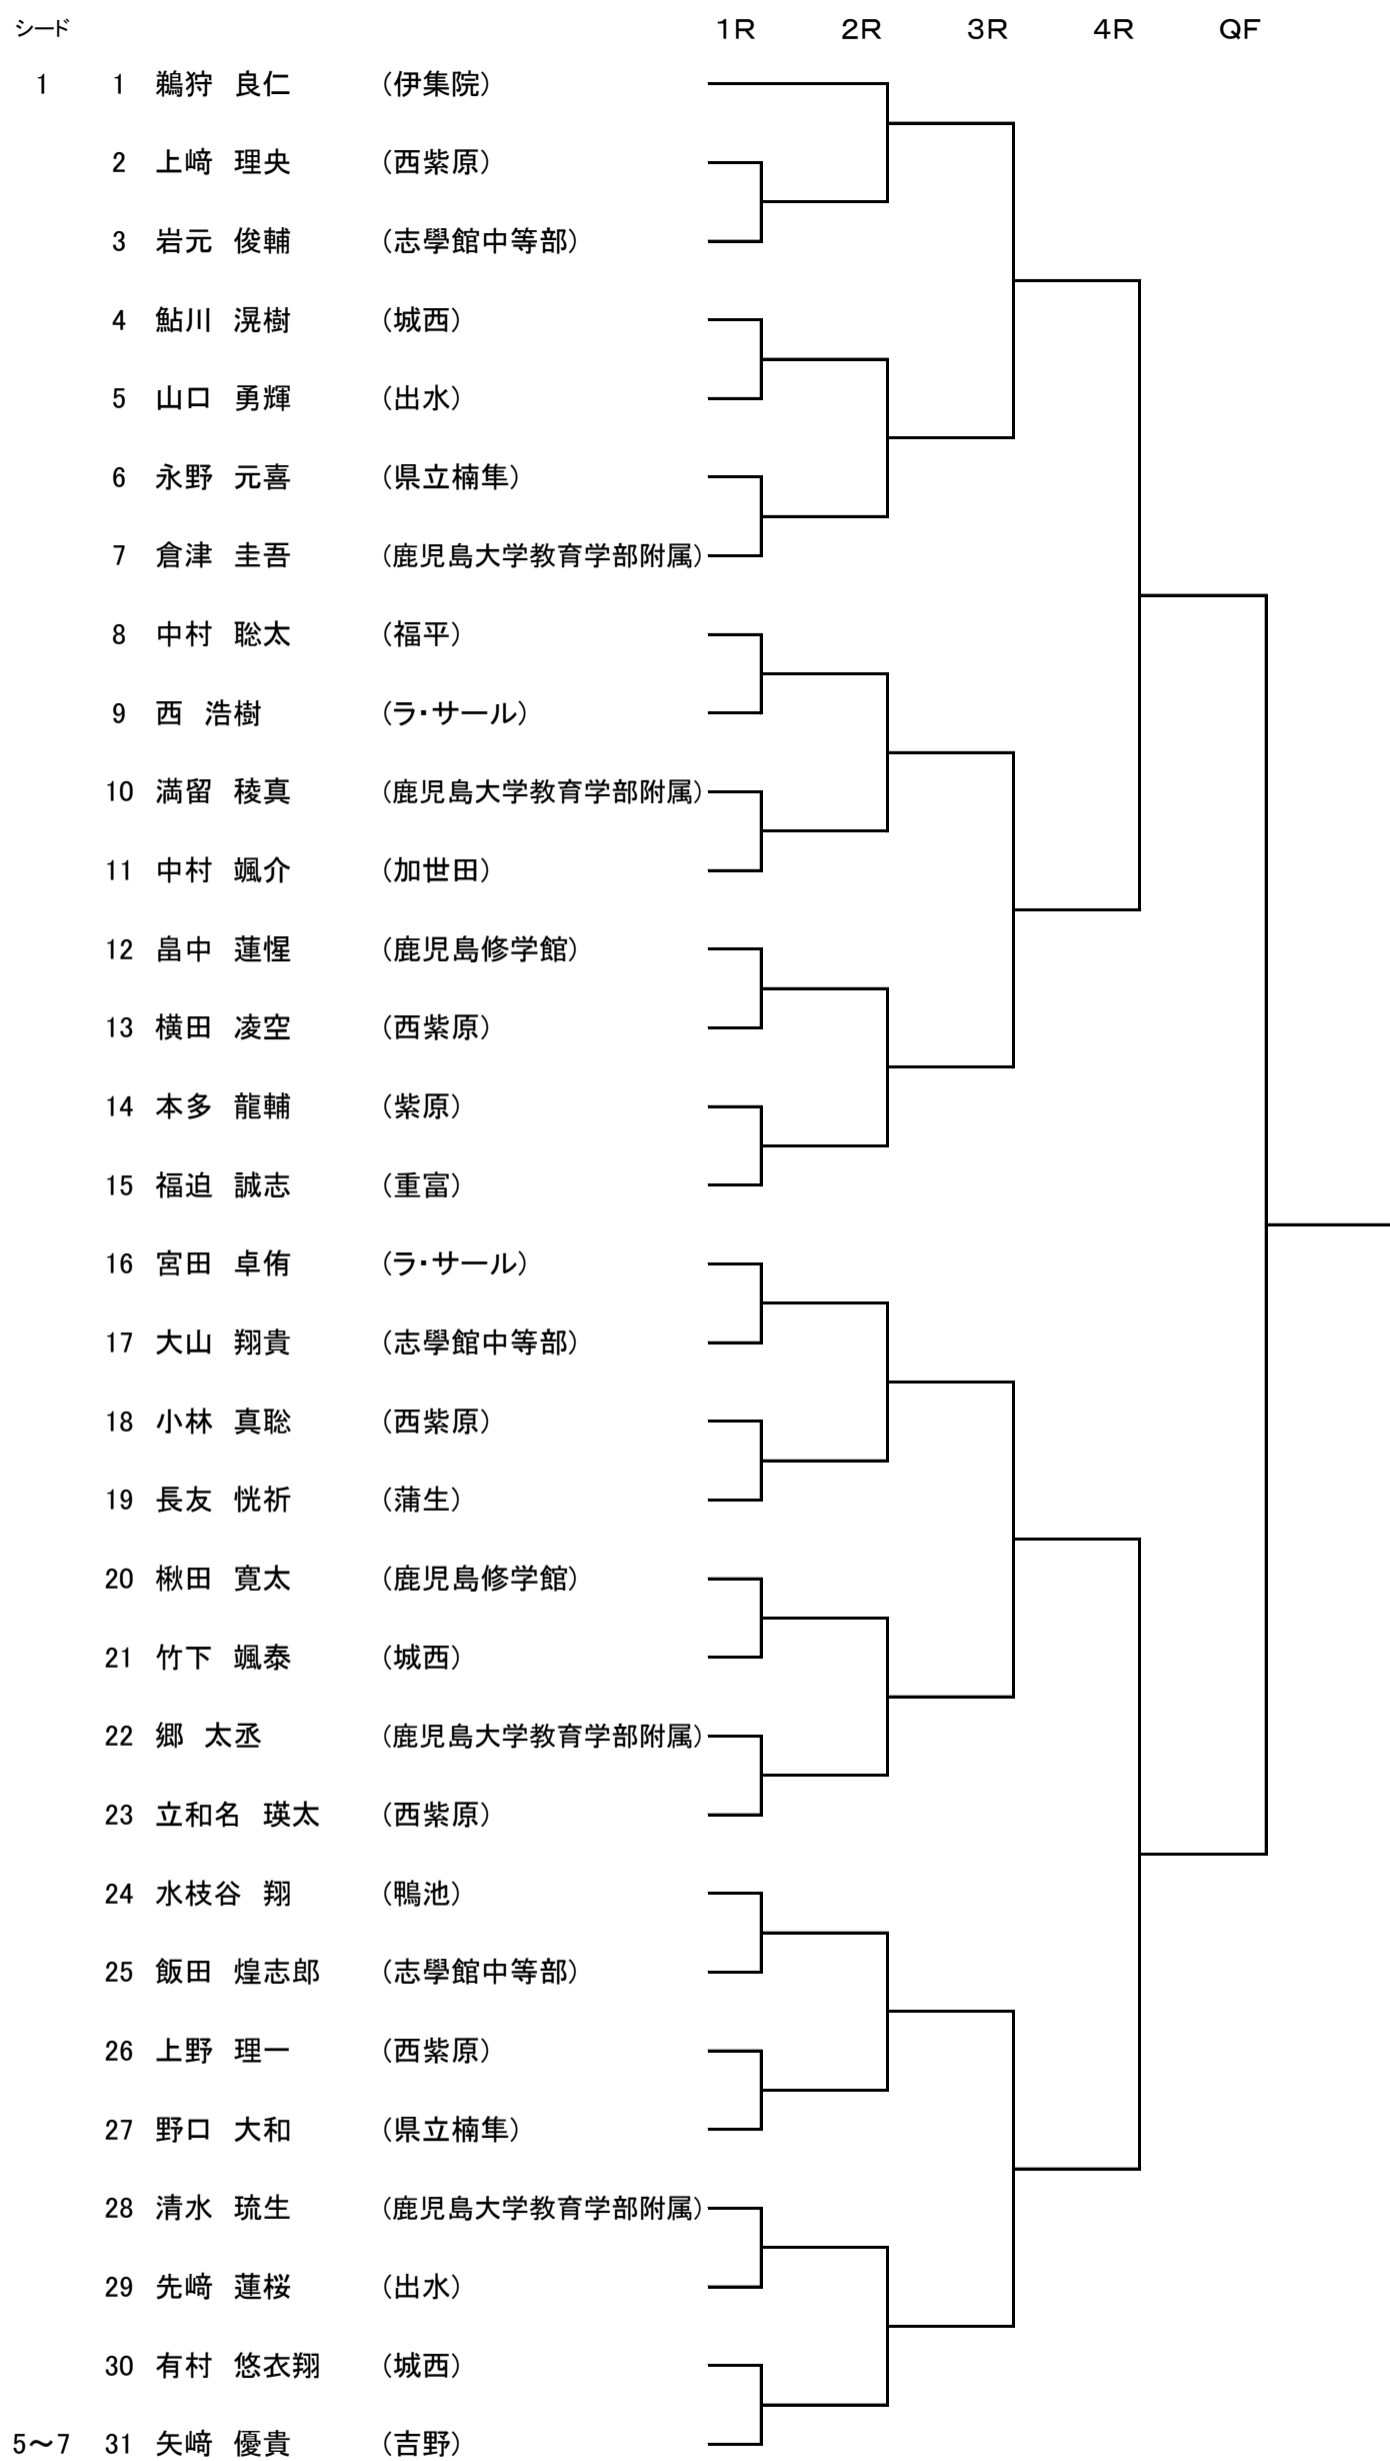 シード 1R 2R 3R 4R QF
1 1 鵜狩 良仁 (伊集院)
2 上﨑 理央 (西紫原)
3 岩元 俊輔 (志學館中等部)
4 鮎川 滉樹 (城西)
5 山口 勇輝 (出水)
6 永野 元喜 (県立楠隼)
7 倉津 圭吾 (鹿児島大学教育学部附属)
8 中村 聡太 (福平)
9 西 浩樹 (ラ・サール)
10 満留 稜真 (鹿児島大学教育学部附属)
11 中村 颯介 (加世田)
12 畠中 蓮惺 (鹿児島修学館)
13 横田 凌空 (西紫原)
14 本多 龍輔 (紫原)
15 福迫 誠志 (重富)
16 宮田 卓侑 (ラ・サール)
17 大山 翔貴 (志學館中等部)
18 小林 真聡 (西紫原)
19 長友 恍祈 (蒲生)
20 楸田 寛太 (鹿児島修学館)
21 竹下 颯泰 (城西)
22 郷 太丞 (鹿児島大学教育学部附属)
23 立和名 瑛太 (西紫原)
24 水枝谷 翔 (鴨池)
25 飯田 煌志郎 (志學館中等部)
26 上野 理一 (西紫原)
27 野口 大和 (県立楠隼)
28 清水 琉生 (鹿児島大学教育学部附属)
29 先﨑 蓮桜 (出水)
30 有村 悠衣翔 (城西)
5～7 31 矢﨑 優貴 (吉野)